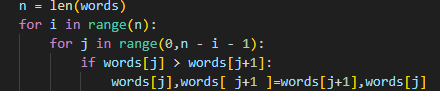 n = len(words)
for i in range(n):
    for j in range(0,n - i - 1):
        if words[j] > words[j+1]:
            words[j],words[ j+1 ]=words[j+1],words[j]